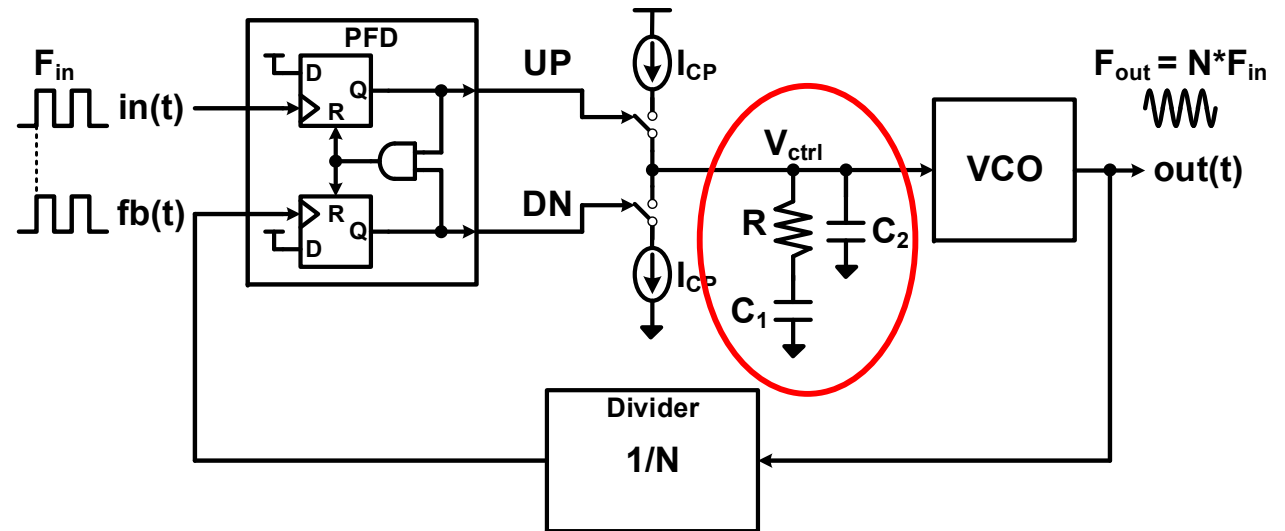 PFD
F_in
in(t)
D
Q
R
UP
I_CP
F_out = N*F_in
V_ctrl
VCO
out(t)
fb(t)
R
Q
D
DN
I_CP
R
C_2
C_1
Divider
1/N